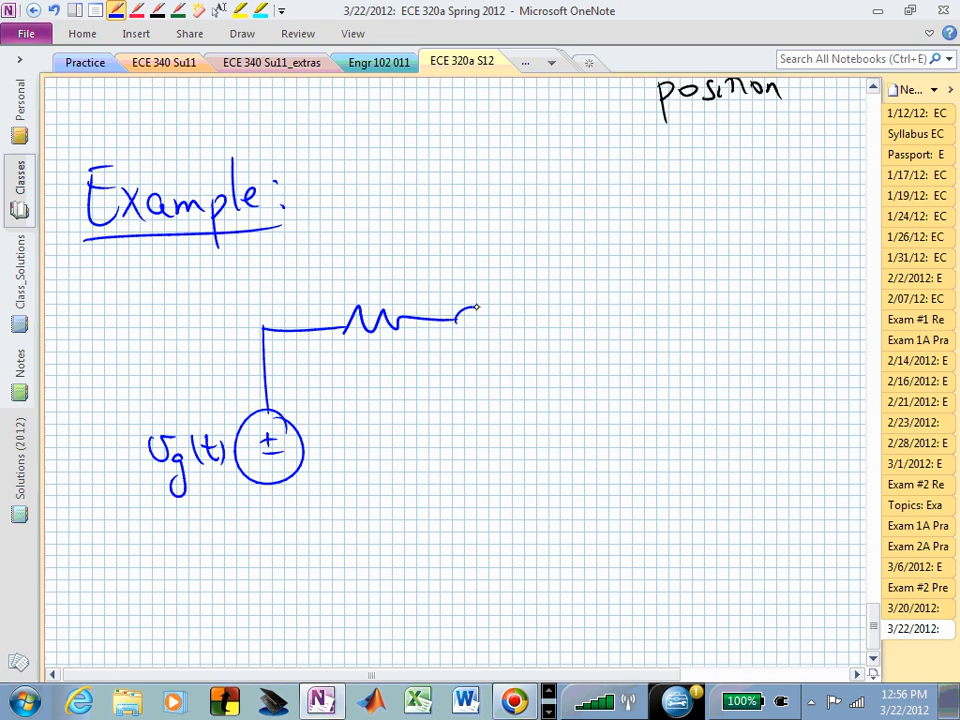 3/22/2012: ECE 320a Spring 2012 - Microsoft OneNote
File Home Insert Share Draw Review View
Practice ECE 340 Su11 ECE 340 Su11_extras Engr 102 011 ECE 320a S12 ... Search All Notebooks (Ctrl+E)
Personal
Classes
Class_Solutions
Notes
Solutions (2012)
position
Example:
vg(t)
+
Ne...
1/12/12: EC
Syllabus EC
Passport: E
1/17/12: EC
1/19/12: EC
1/24/12: EC
1/26/12: EC
1/31/12: EC
2/2/2012: E
2/07/12: EC
Exam #1 Re
Exam 1A Pra
2/14/2012: E
2/16/2012: E
2/21/2012: E
2/23/2012:
2/28/2012: E
3/1/2012: E
Exam #2 Re
Topics: Exa
Exam 1A Pra
Exam 2A Pra
3/6/2012: E
Exam #2 Pre
3/20/2012:
3/22/2012:
100%
12:56 PM
3/22/2012